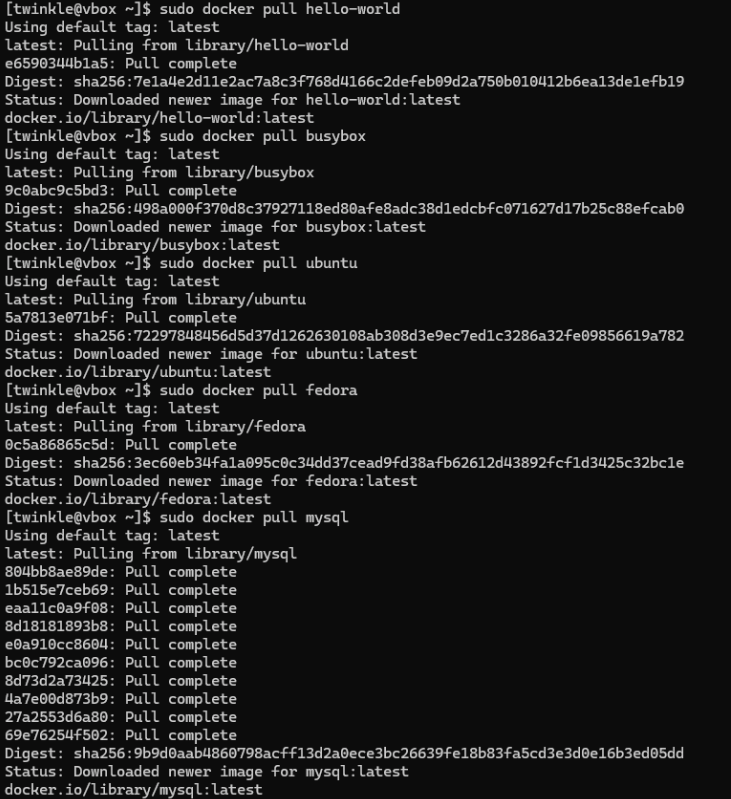 [twinkle@vbox ~]$ sudo docker pull hello-world
Using default tag: latest
latest: Pulling from library/hello-world
e6590344b1a5: Pull complete
Digest: sha256:7e1a4e2d11e2ac7a8c3f768d4166c2defeb09d2a750b010412b6ea13de1efb19
Status: Downloaded newer image for hello-world:latest
docker.io/library/hello-world:latest
[twinkle@vbox ~]$ sudo docker pull busybox
Using default tag: latest
latest: Pulling from library/busybox
9c0abc9c5bd3: Pull complete
Digest: sha256:498a000f370d8c37927118ed80afe8adc38d1edcbfc071627d17b25c88efcab0
Status: Downloaded newer image for busybox:latest
docker.io/library/busybox:latest
[twinkle@vbox ~]$ sudo docker pull ubuntu
Using default tag: latest
latest: Pulling from library/ubuntu
5a7813e071bf: Pull complete
Digest: sha256:72297848456d5d37d1262630108ab308d3e9ec7ed1c3286a32fe09856619a782
Status: Downloaded newer image for ubuntu:latest
docker.io/library/ubuntu:latest
[twinkle@vbox ~]$ sudo docker pull fedora
Using default tag: latest
latest: Pulling from library/fedora
0c5a86865c5d: Pull complete
Digest: sha256:3ec60eb34fa1a095c0c34dd37cead9fd38afb62612d43892fcf1d3425c32bc1e
Status: Downloaded newer image for fedora:latest
docker.io/library/fedora:latest
[twinkle@vbox ~]$ sudo docker pull mysql
Using default tag: latest
latest: Pulling from library/mysql
804bb8ae89de: Pull complete
1b515e7ceb69: Pull complete
eaa11c0a9f08: Pull complete
8d18181893b8: Pull complete
e0a910cc8604: Pull complete
bc0c792ca096: Pull complete
8d73d2a73425: Pull complete
4a7e00d873b9: Pull complete
27a2553d6a80: Pull complete
69e76254f502: Pull complete
Digest: sha256:9b9d0aab4860798acff13d2a0ece3bc26639fe18b83fa5cd3e3d0e16b3ed05dd
Status: Downloaded newer image for mysql:latest
docker.io/library/mysql:latest